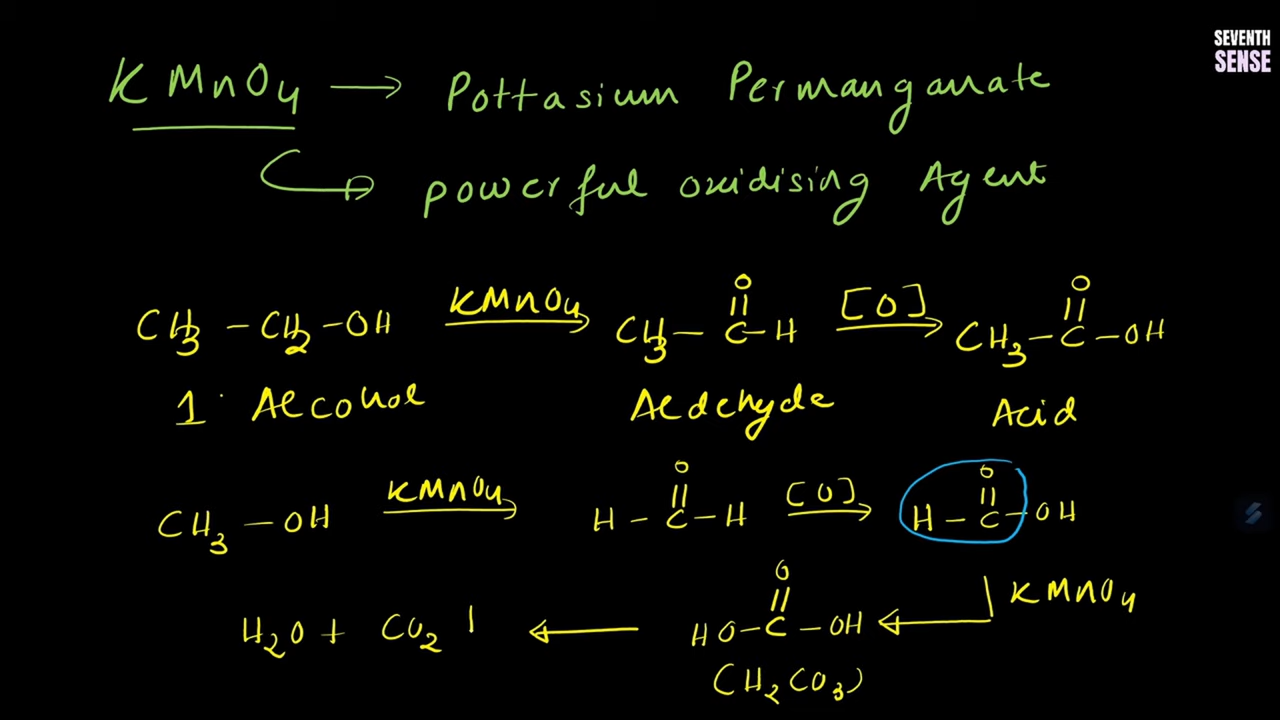 SEVENTH
SENSE
KMnO4 → Pottasium Permanganate
powerful oxidising Agent
CH3 – CH2 – OH KMnO4 → CH3 – C – H [O] → CH3 – C – OH
O O
1° Alcohol Aldehyde Acid
CH3 – OH KMnO4 → H – C – H [O] → H – C – OH
O O
KMnO4
O
H2O + CO2 ← HO – C – OH ←
(H2CO3)